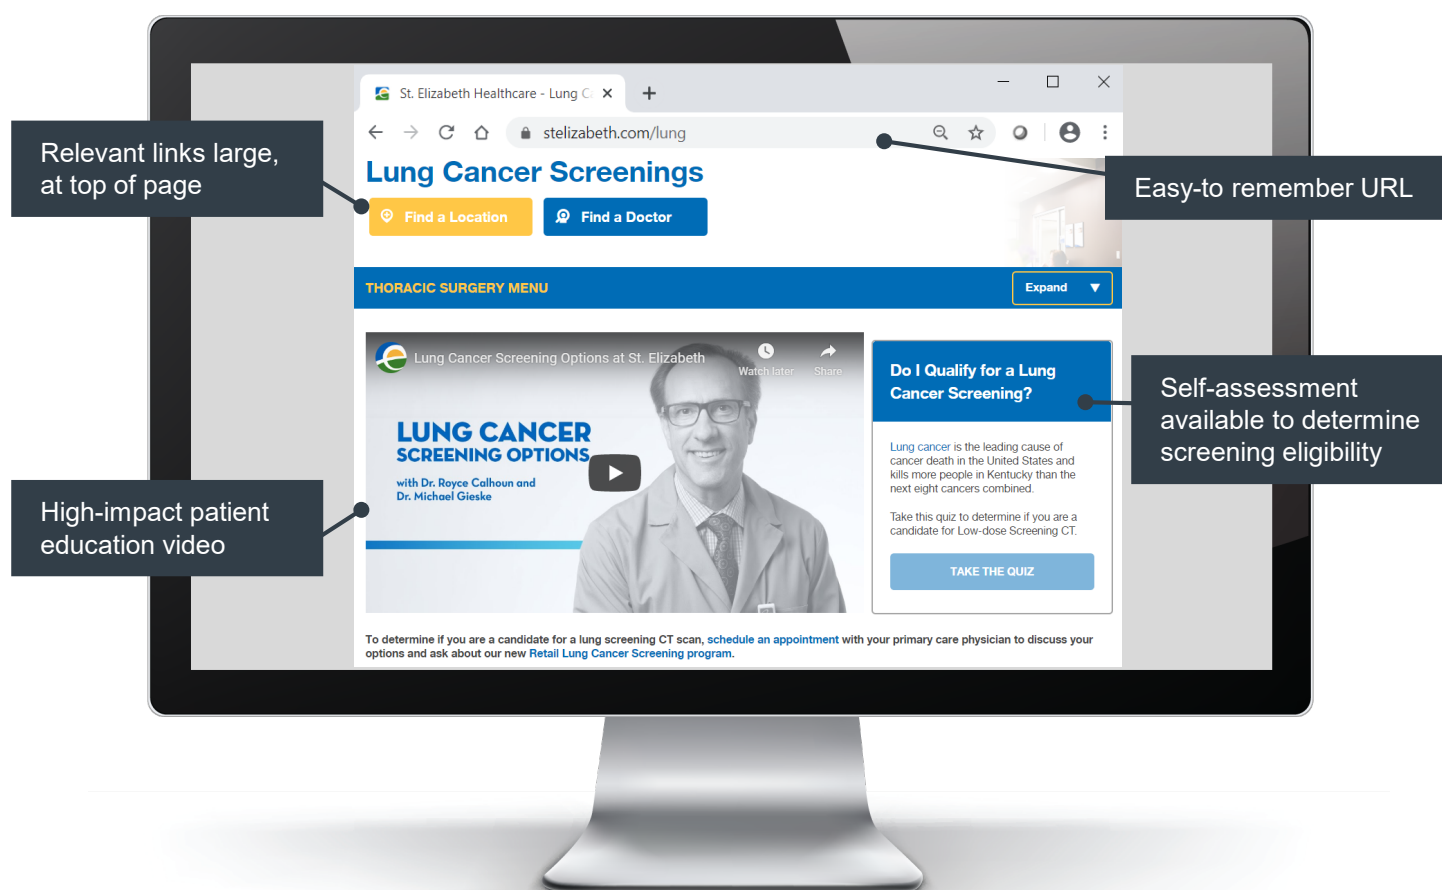 St. Elizabeth Healthcare - Lung C
stelizabeth.com/lung
Relevant links large,
at top of page
Easy-to remember URL
Lung Cancer Screenings
Find a Location
Find a Doctor
THORACIC SURGERY MENU
Expand
Lung Cancer Screening Options at St. Elizabeth
Watch later
Share
LUNG CANCER
SCREENING OPTIONS
with Dr. Royce Calhoun and
Dr. Michael Gieske
Do I Qualify for a Lung
Cancer Screening?
Lung cancer is the leading cause of
cancer death in the United States and
kills more people in Kentucky than the
next eight cancers combined.
Take this quiz to determine if you are a
candidate for Low-dose Screening CT.
TAKE THE QUIZ
Self-assessment
available to determine
screening eligibility
High-impact patient
education video
To determine if you are a candidate for a lung screening CT scan, schedule an appointment with your primary care physician to discuss your
options and ask about our new Retail Lung Cancer Screening program.